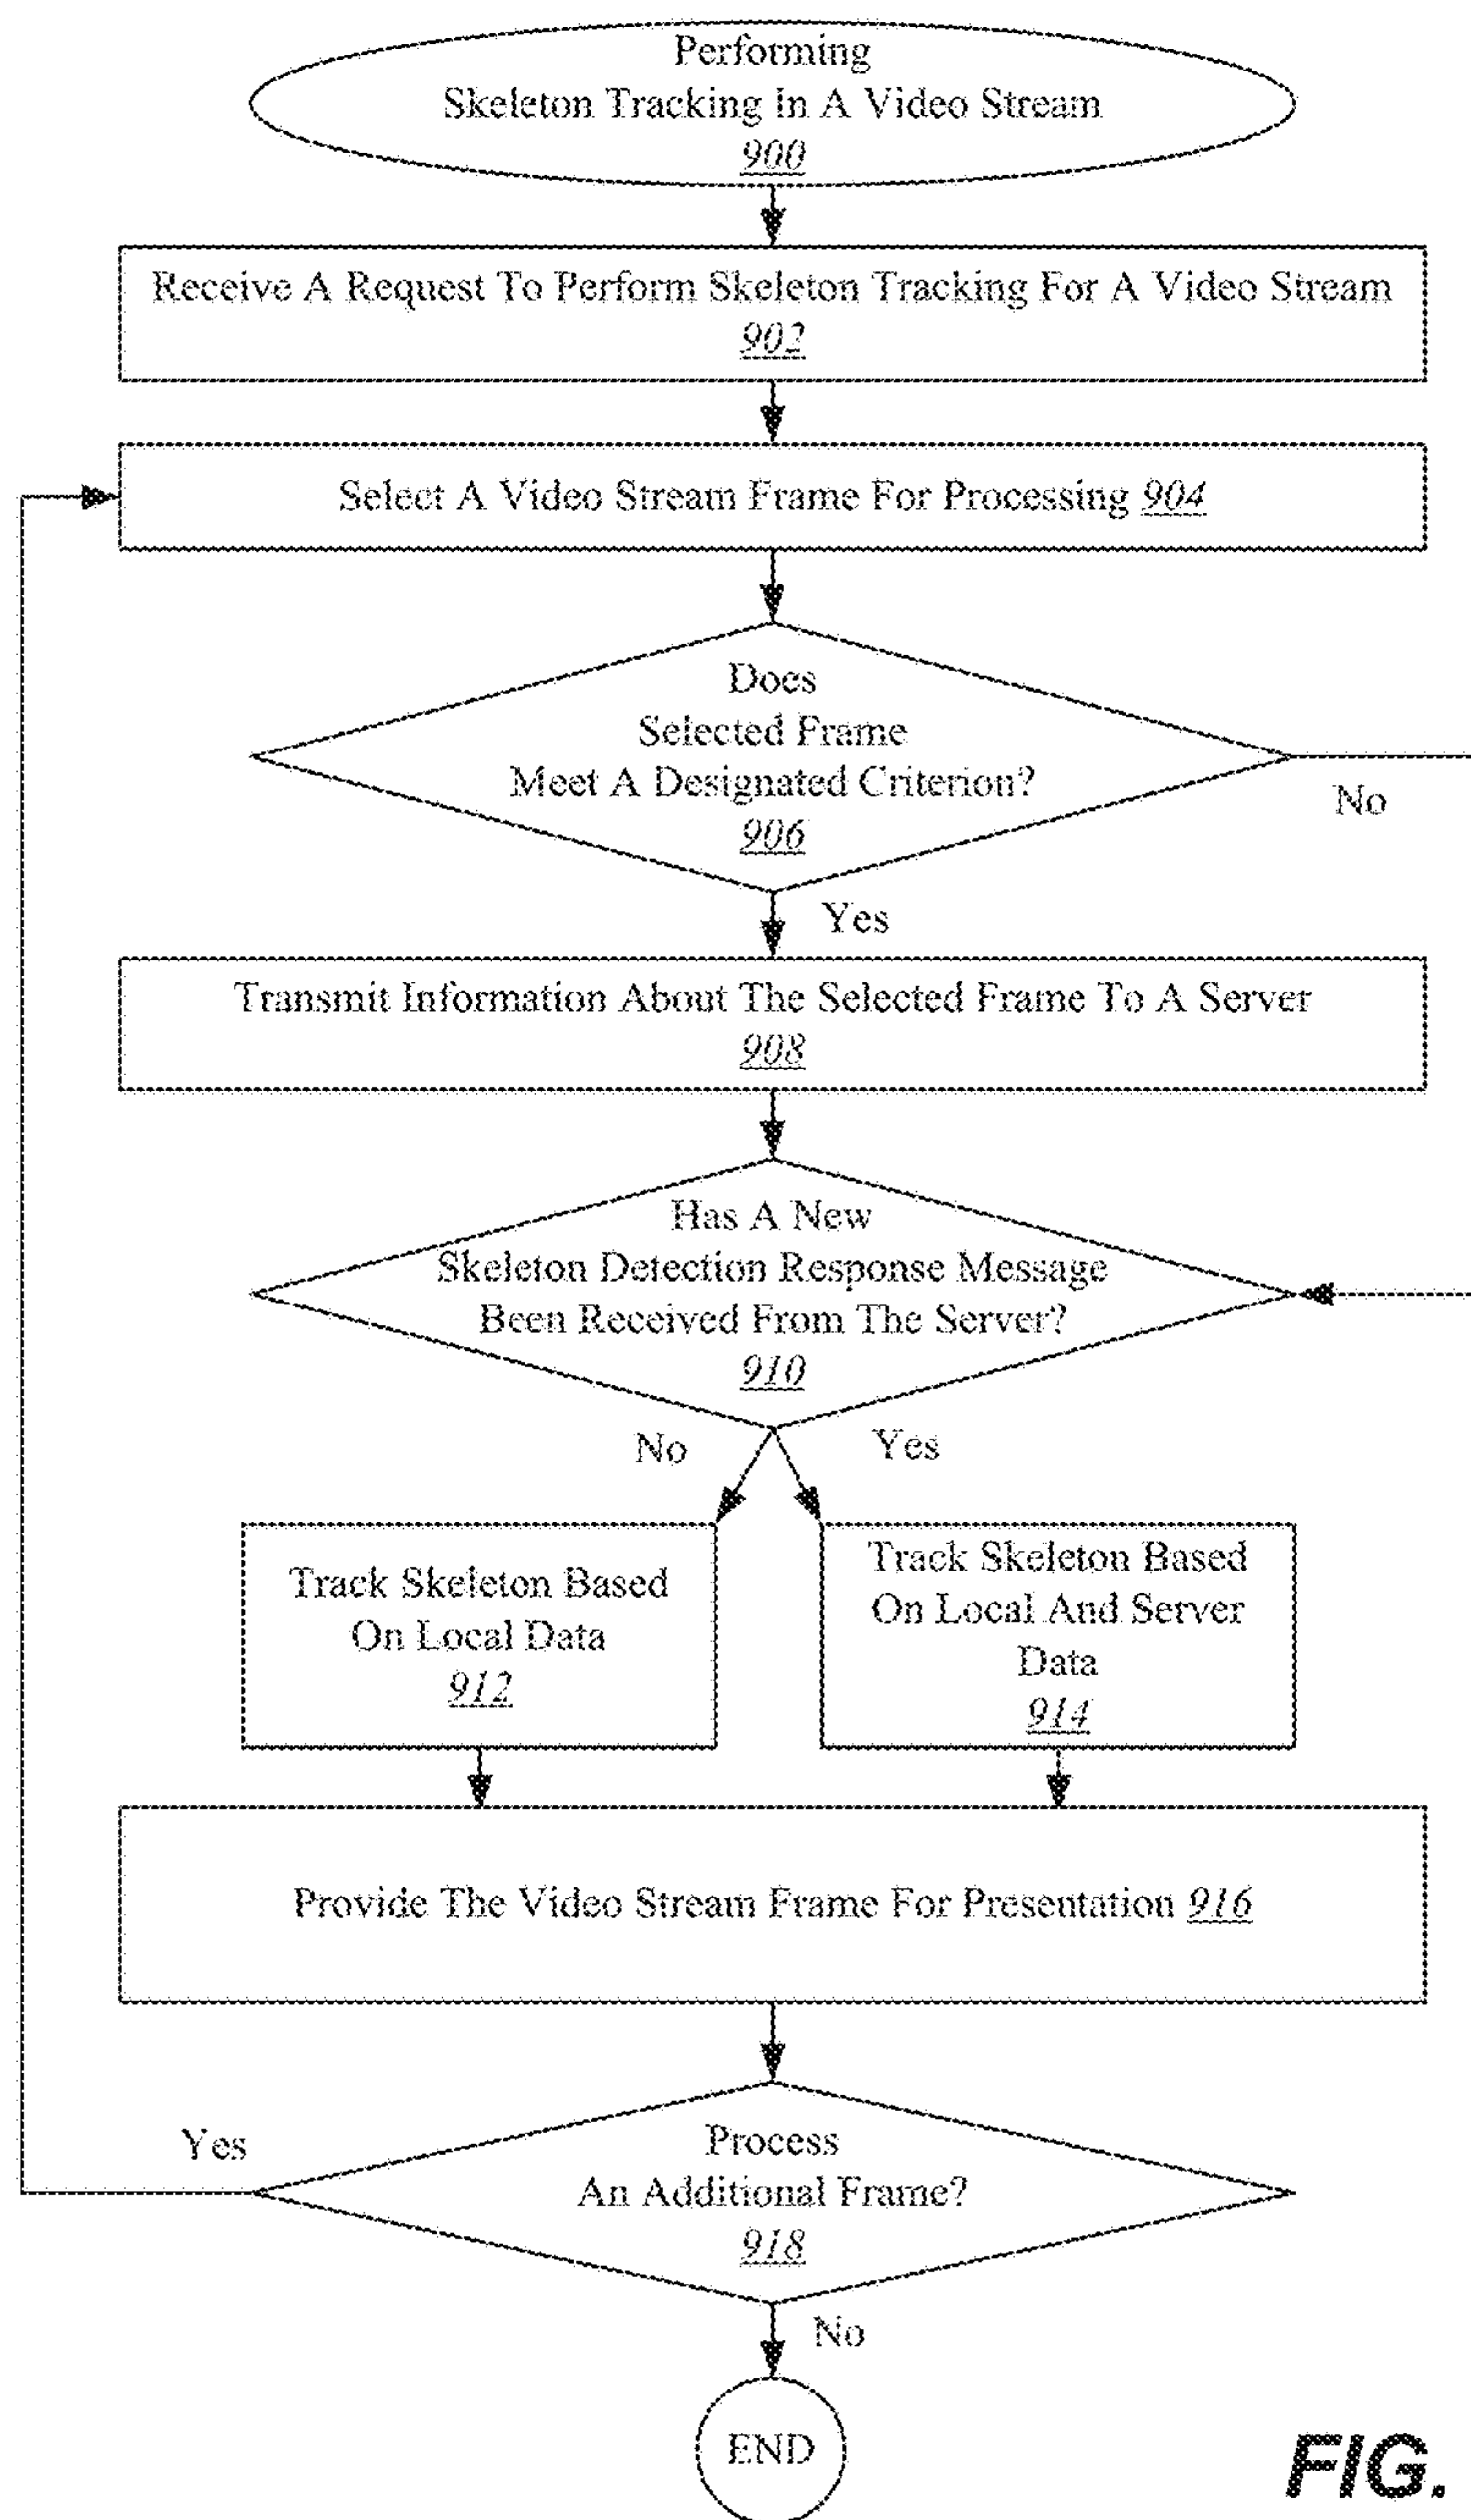 Performing
Skeleton Tracking In A Video Stream
900
Receive A Request To Perform Skeleton Tracking For A Video Stream
902
Select A Video Stream Frame For Processing 904
Does
Selected Frame
Meet A Designated Criterion?
906
No
Yes
Transmit Information About The Selected Frame To A Server
908
Has A New
Skeleton Detection Response Message
Been Received From The Server?
910
No
Yes
Track Skeleton Based
On Local Data
912
Track Skeleton Based
On Local And Server
Data
914
Provide The Video Stream Frame For Presentation 916
Yes
Process
An Additional Frame?
918
No
END
FIG.